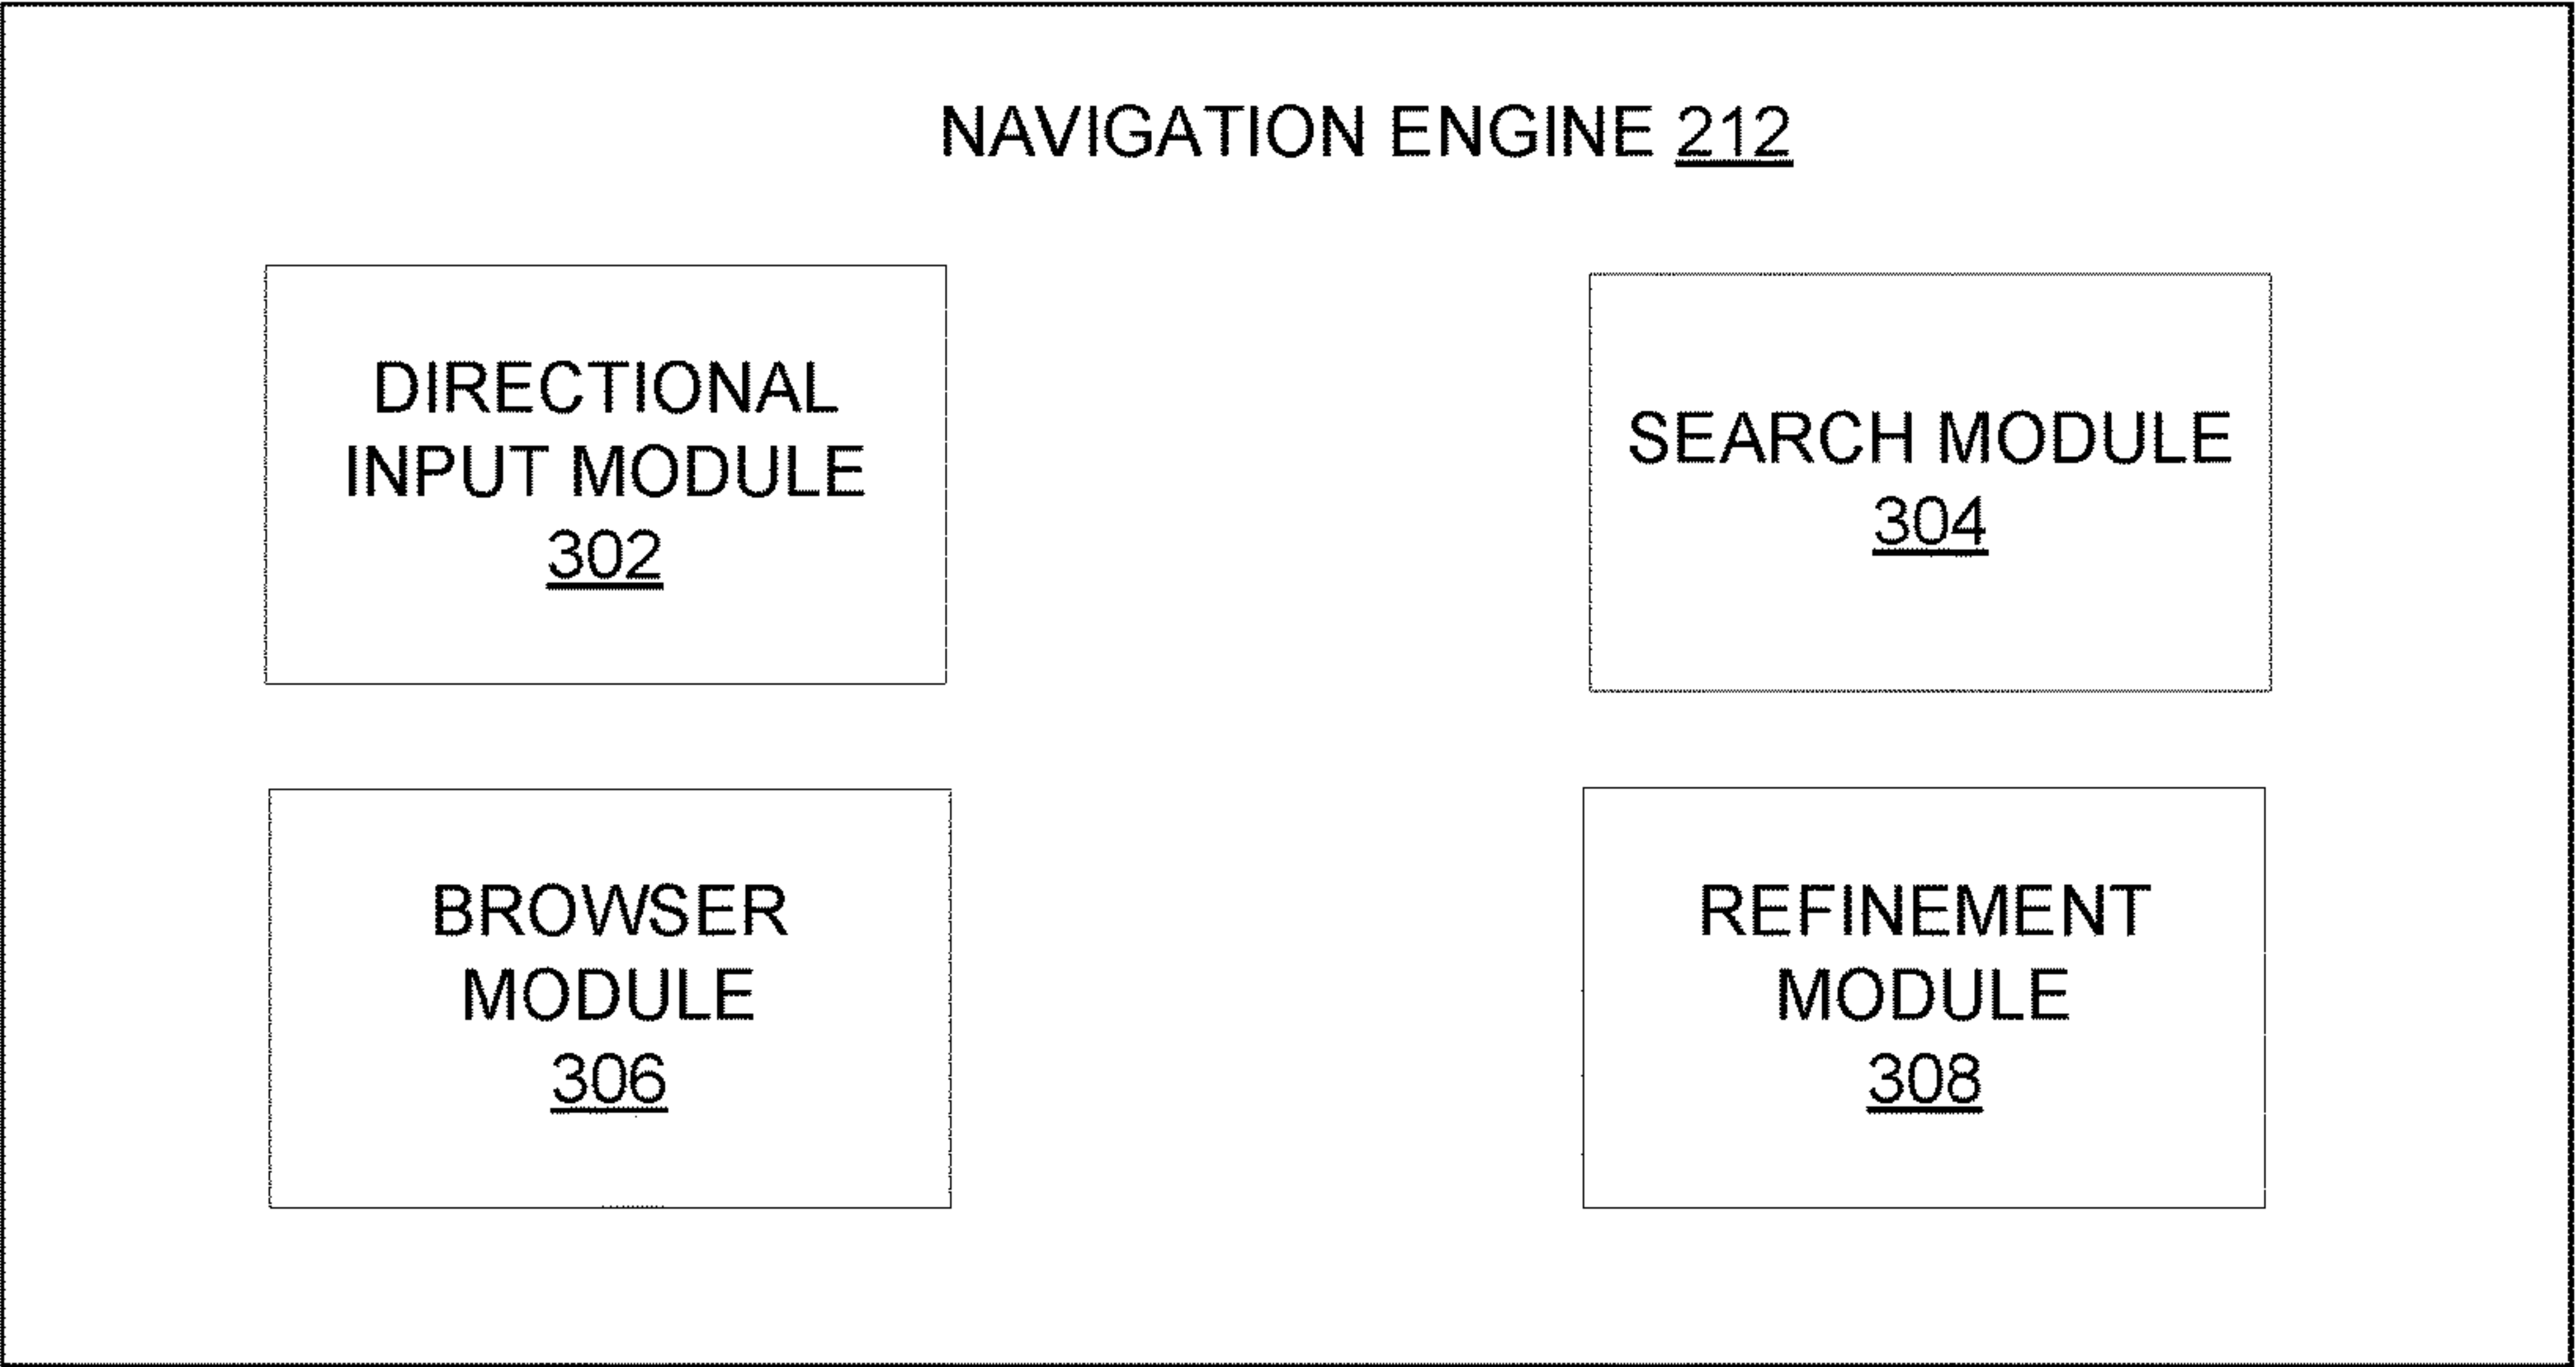 NAVIGATION ENGINE 212
DIRECTIONAL
INPUT MODULE
302
SEARCH MODULE
304
BROWSER
MODULE
306
REFINEMENT
MODULE
308